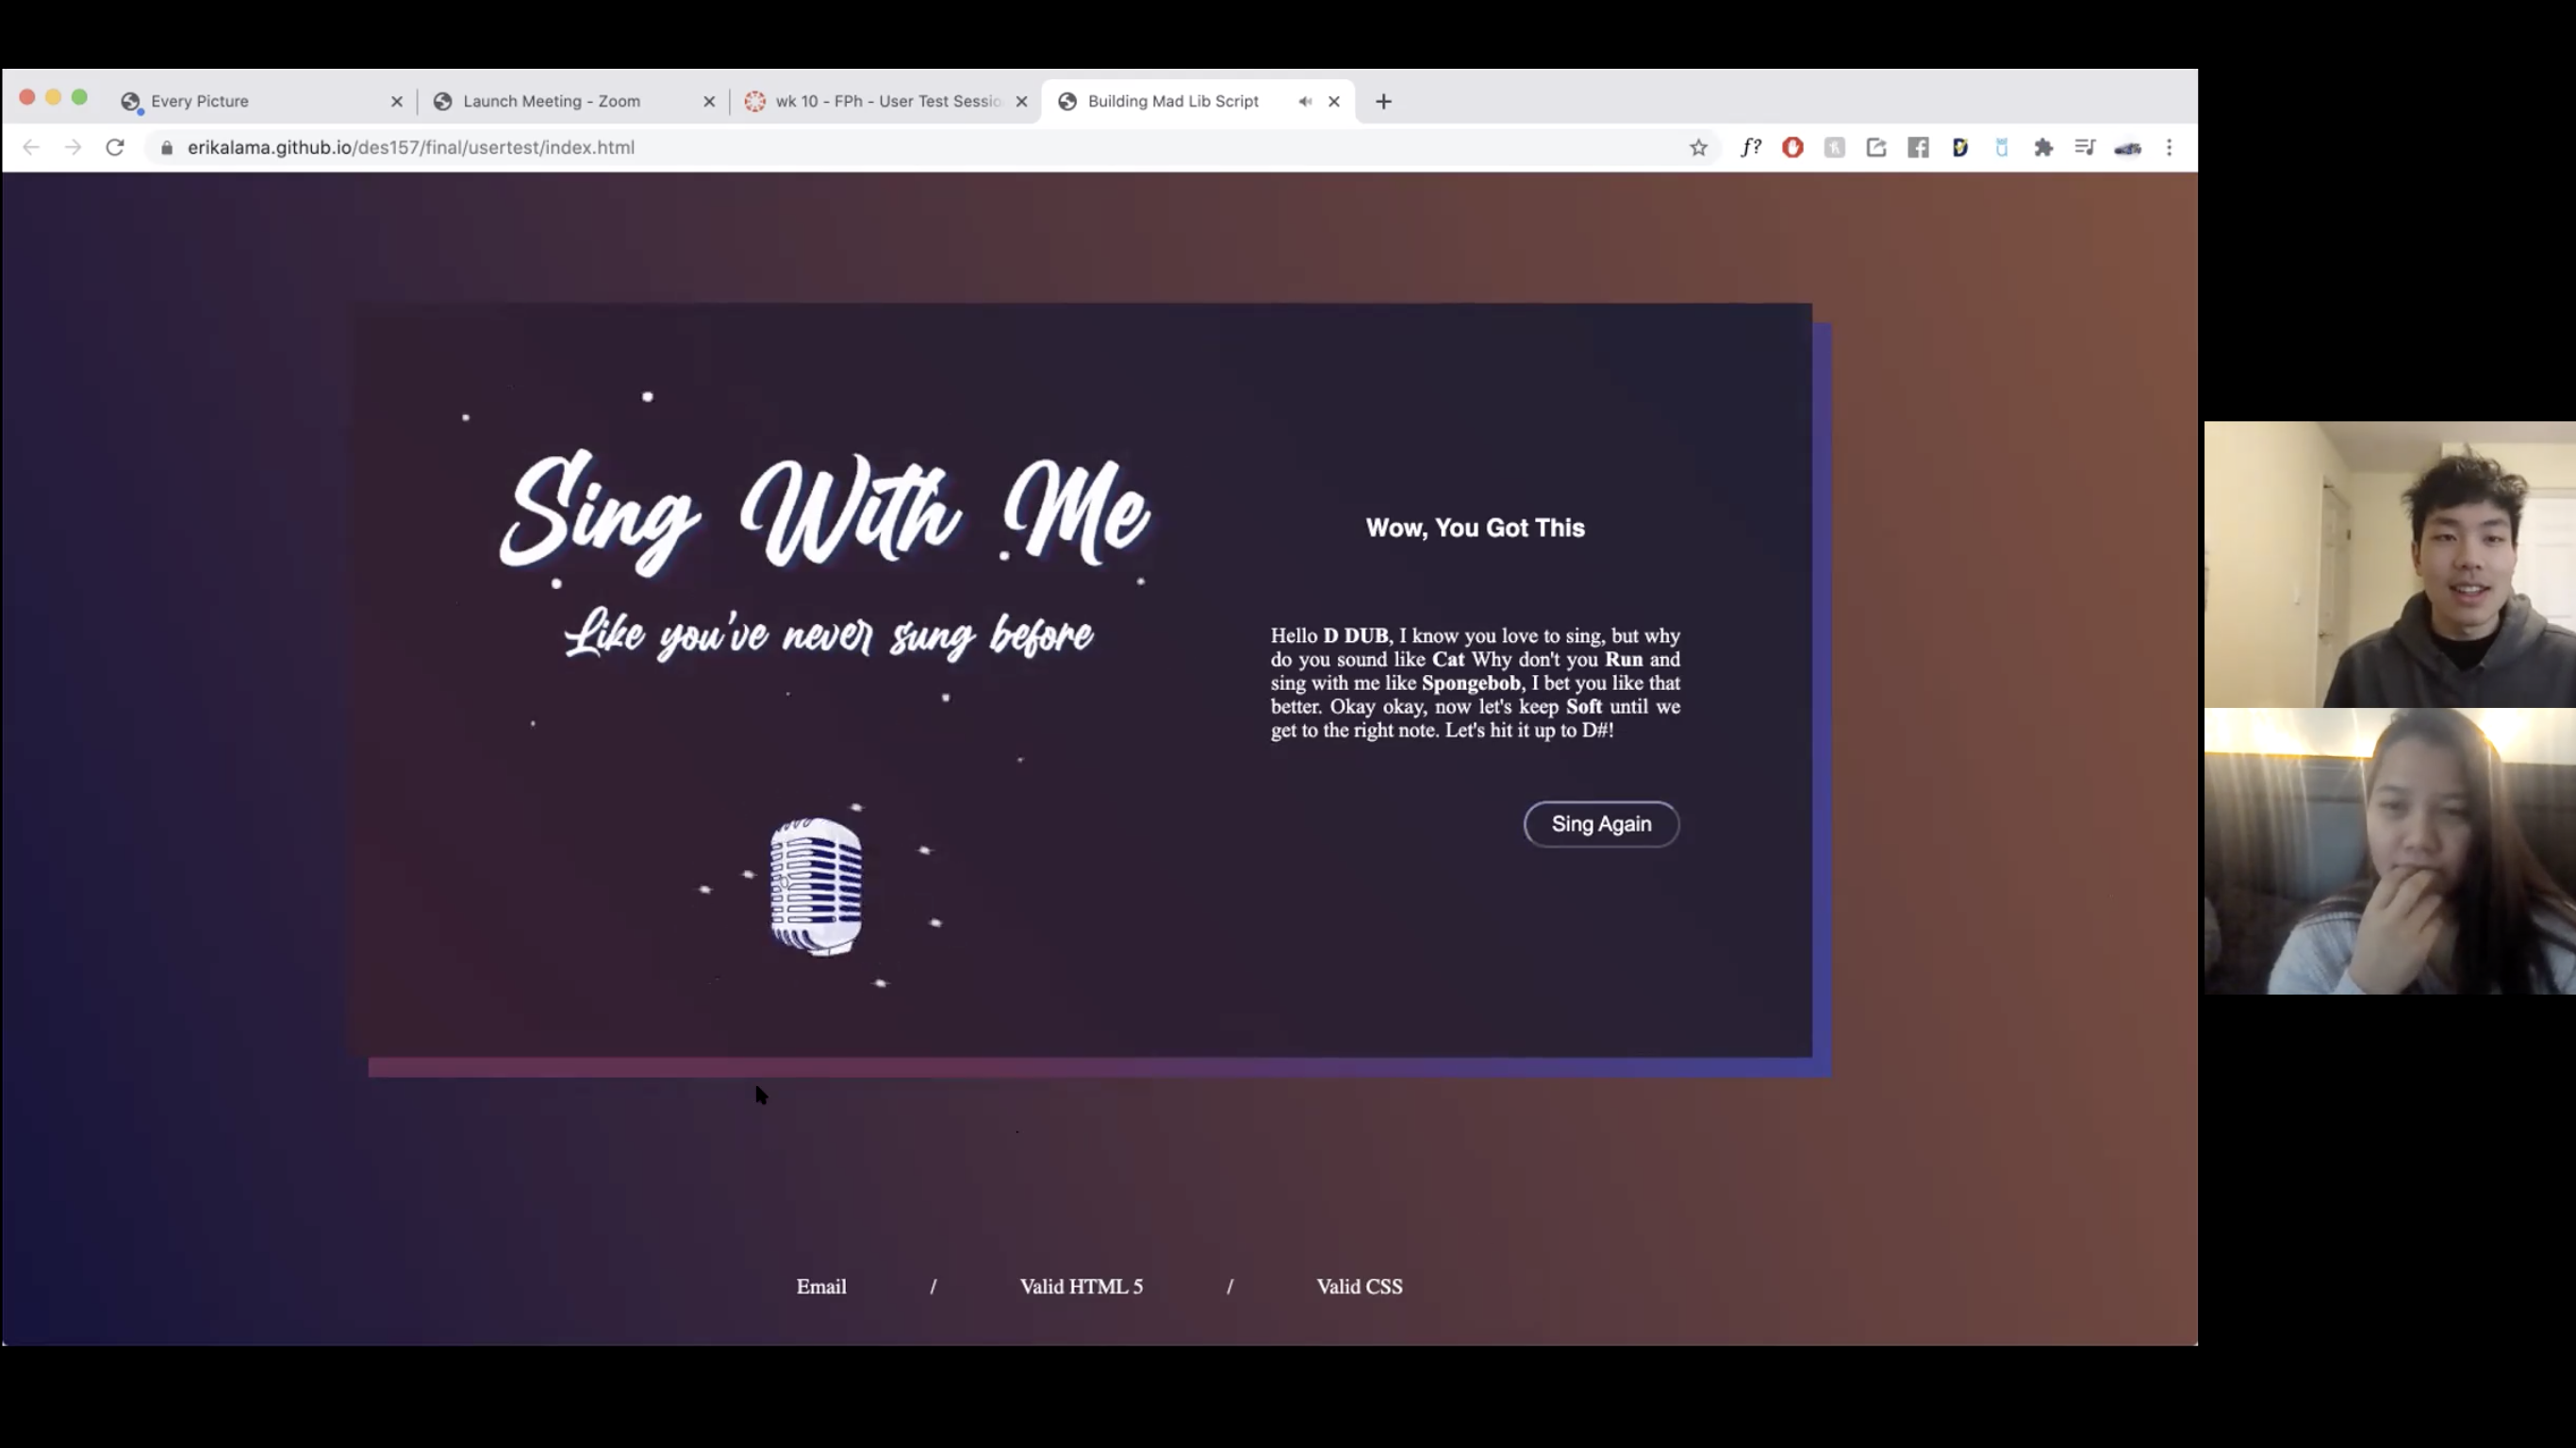 Every Picture
Launch Meeting - Zoom
wk 10 - FPh - User Test Sessio
Building Mad Lib Script
erikalama.github.io/des157/final/usertest/index.html
f?
Sing With Me
Like you've never sung before
Wow, You Got This
Hello D DUB, I know you love to sing, but why
do you sound like Cat Why don't you Run and
sing with me like Spongebob, I bet you like that
better. Okay okay, now let's keep Soft until we
get to the right note. Let's hit it up to D#!
Sing Again
Email / Valid HTML 5 / Valid CSS